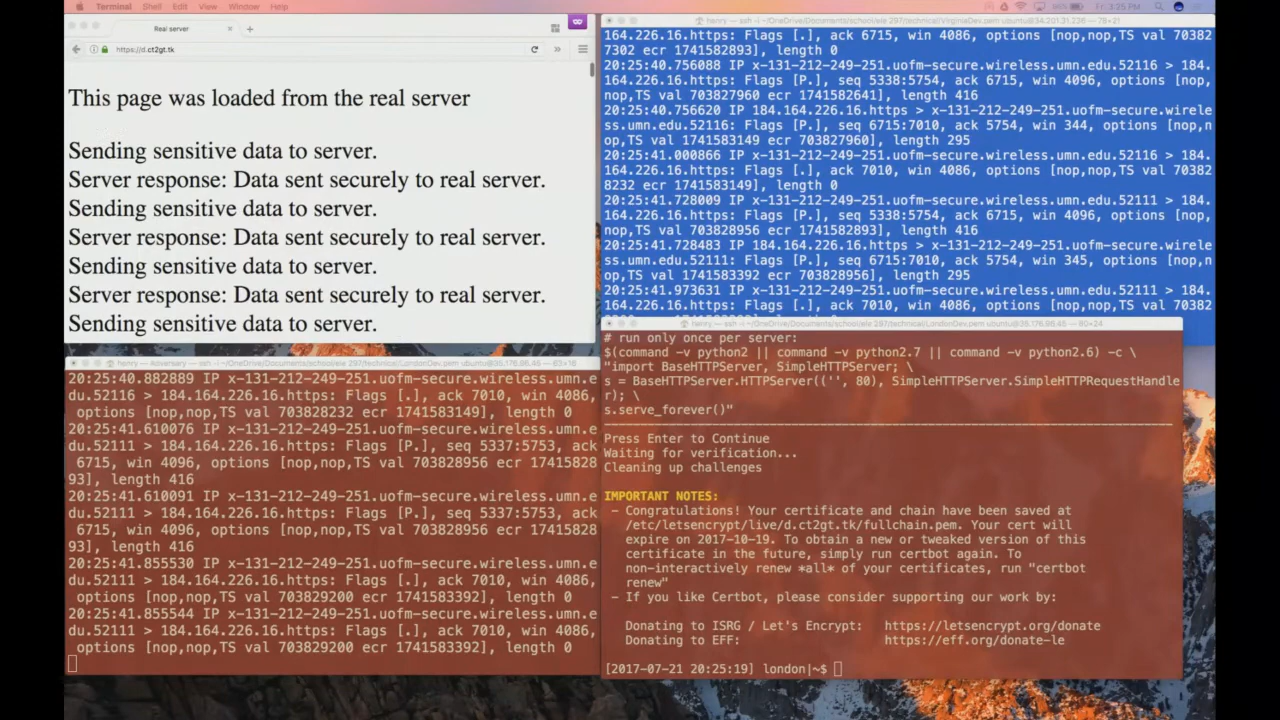 Terminal Shell Edit View Window Help
Fri 3:25 PM
Real server
https://d.ct2gt.tk
This page was loaded from the real server
Sending sensitive data to server.
Server response: Data sent securely to real server.
Sending sensitive data to server.
Server response: Data sent securely to real server.
Sending sensitive data to server.
Server response: Data sent securely to real server.
Sending sensitive data to server.
164.226.16.https: Flags [.], ack 6715, win 4086, options [nop,nop,TS val 70382
7302 ecr 1741582893], length 0
20:25:40.756088 IP x-131-212-249-251.uofm-secure.wireless.umn.edu.52116 > 184.
164.226.16.https: Flags [P.], seq 5338:5754, ack 6715, win 4096, options [nop,
nop,TS val 703827960 ecr 1741582641], length 416
20:25:40.756620 IP 184.164.226.16.https > x-131-212-249-251.uofm-secure.wirele
ss.umn.edu.52116: Flags [P.], seq 6715:7010, ack 5754, win 344, options [nop,n
op,TS val 1741583149 ecr 703827960], length 295
20:25:41.000866 IP x-131-212-249-251.uofm-secure.wireless.umn.edu.52116 > 184.
164.226.16.https: Flags [.], ack 7010, win 4086, options [nop,nop,TS val 70382
8232 ecr 1741583149], length 0
20:25:41.728009 IP x-131-212-249-251.uofm-secure.wireless.umn.edu.52111 > 184.
164.226.16.https: Flags [P.], seq 5338:5754, ack 6715, win 4096, options [nop,
nop,TS val 703828956 ecr 1741582893], length 416
20:25:41.728483 IP 184.164.226.16.https > x-131-212-249-251.uofm-secure.wirele
ss.umn.edu.52111: Flags [P.], seq 6715:7010, ack 5754, win 345, options [nop,n
op,TS val 1741583392 ecr 703828956], length 295
20:25:41.973631 IP x-131-212-249-251.uofm-secure.wireless.umn.edu.52111 > 184.
164.226.16.https: Flags [.], ack 7010, win 4086, options [nop,nop,TS val 70382
20:25:40.882889 IP x-131-212-249-251.uofm-secure.wireless.umn.e
du.52116 > 184.164.226.16.https: Flags [.], ack 7010, win 4086,
options [nop,nop,TS val 703828232 ecr 1741583149], length 0
20:25:41.610076 IP x-131-212-249-251.uofm-secure.wireless.umn.e
du.52111 > 184.164.226.16.https: Flags [P.], seq 5337:5753, ack
6715, win 4096, options [nop,nop,TS val 703828956 ecr 17415828
93], length 416
20:25:41.610091 IP x-131-212-249-251.uofm-secure.wireless.umn.e
du.52111 > 184.164.226.16.https: Flags [P.], seq 5337:5753, ack
6715, win 4096, options [nop,nop,TS val 703828956 ecr 17415828
93], length 416
20:25:41.855530 IP x-131-212-249-251.uofm-secure.wireless.umn.e
du.52111 > 184.164.226.16.https: Flags [.], ack 7010, win 4086,
options [nop,nop,TS val 703829200 ecr 1741583392], length 0
20:25:41.855544 IP x-131-212-249-251.uofm-secure.wireless.umn.e
du.52111 > 184.164.226.16.https: Flags [.], ack 7010, win 4086,
options [nop,nop,TS val 703829200 ecr 1741583392], length 0
# run only once per server:
$(command -v python2 || command -v python2.7 || command -v python2.6) -c \
"import BaseHTTPServer, SimpleHTTPServer; \
s = BaseHTTPServer.HTTPServer(('', 80), SimpleHTTPServer.SimpleHTTPRequestHandle
r); \
s.serve_forever()"
-------------------------------------------------------------------------------
Press Enter to Continue
Waiting for verification...
Cleaning up challenges
IMPORTANT NOTES:
- Congratulations! Your certificate and chain have been saved at
/etc/letsencrypt/live/d.ct2gt.tk/fullchain.pem. Your cert will
expire on 2017-10-19. To obtain a new or tweaked version of this
certificate in the future, simply run certbot again. To
non-interactively renew *all* of your certificates, run "certbot
renew"
- If you like Certbot, please consider supporting our work by:
Donating to ISRG / Let's Encrypt: https://letsencrypt.org/donate
Donating to EFF: https://eff.org/donate-le
[2017-07-21 20:25:19] london|~$